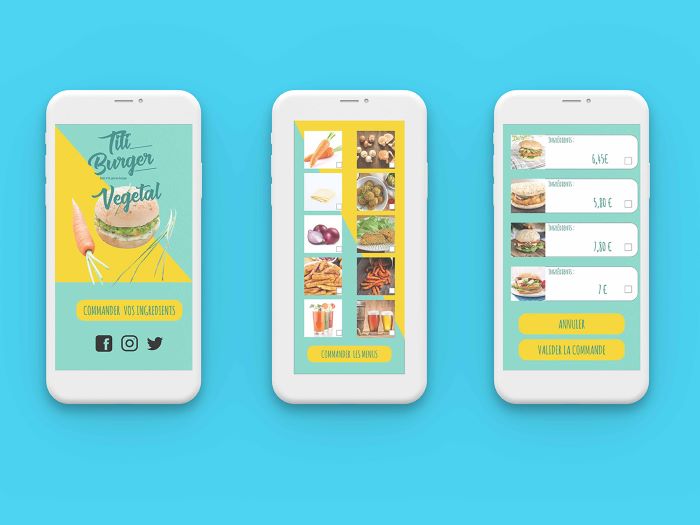 Titi
Burger
Vegetal
COMMANDER VOS INGREDIENTS
COMMANDER LES MENUS
INGRÉDIENTS :
6,45€
INGRÉDIENTS :
5,80 €
INGRÉDIENTS :
7,80 €
INGRÉDIENTS :
7 €
ANNULER
VALIDER LA COMMANDE